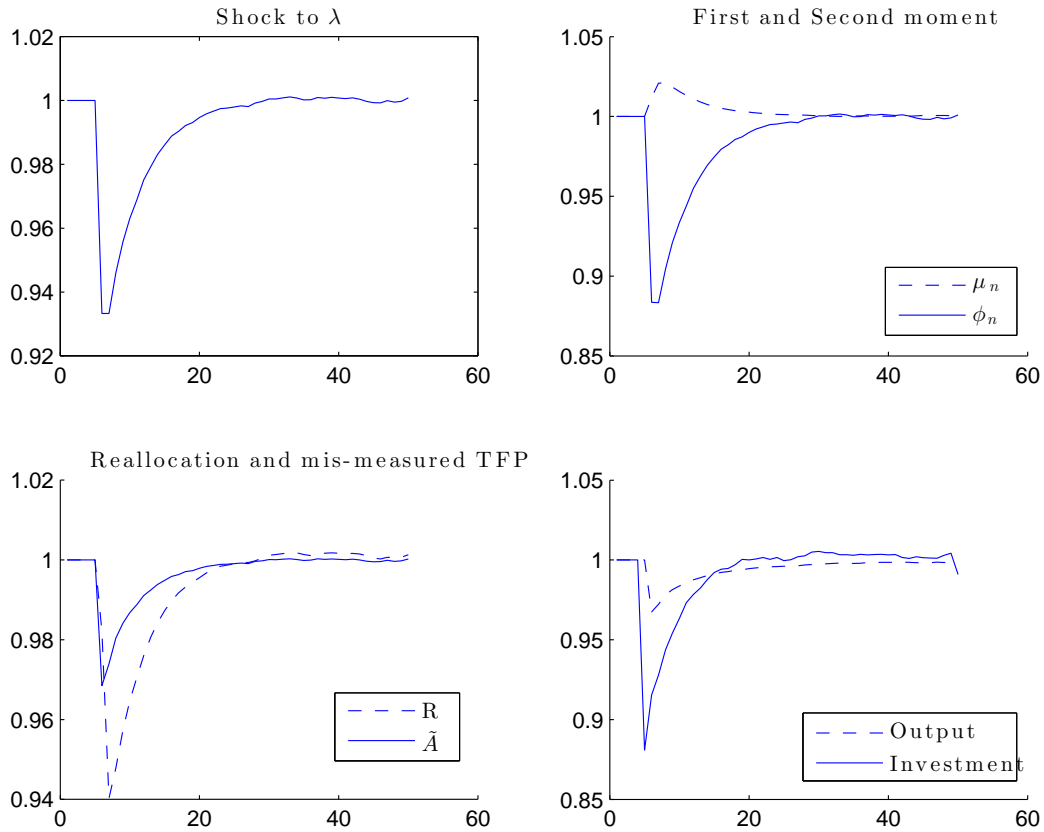 Shock to λ
1.02
1
0.98
0.96
0.94
0.92
0 20 40 60
First and Second moment
1.05
1
0.95
0.9
0.85
0 20 40 60
μn
ϕn
Reallocation and mis-measured TFP
1.02
1
0.98
0.96
0.94
0 20 40 60
R
Ã
1.05
1
0.95
0.9
0.85
0 20 40 60
Output
Investment